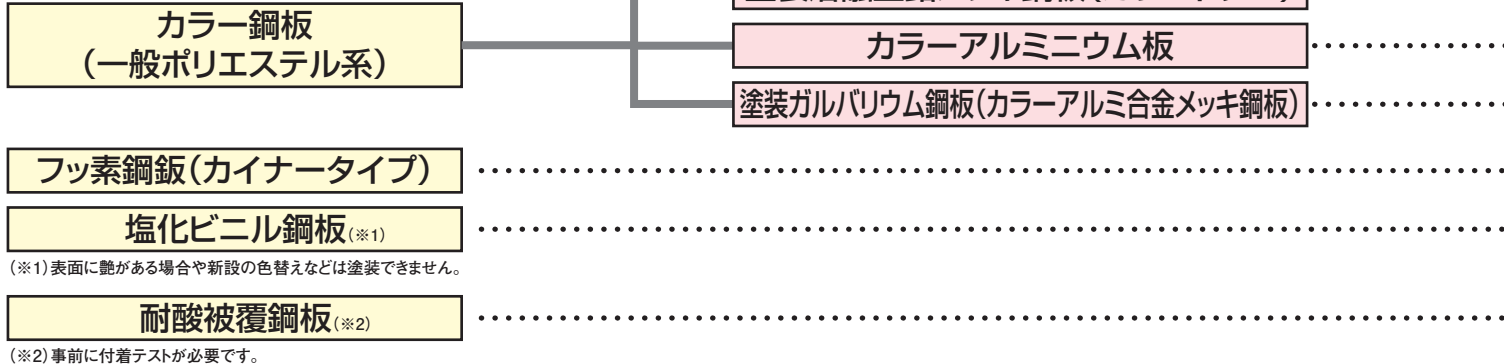 カラー鋼板
(一般ポリエステル系)
カラーアルミニウム板
塗装ガルバリウム鋼板(カラーアルミ合金メッキ鋼板)
フッ素鋼鈑(カイナータイプ)
塩化ビニル鋼板(※1)
(※1)表面に艶がある場合や新設の色替えなどは塗装できません。
耐酸被覆鋼板(※2)
(※2)事前に付着テストが必要です。